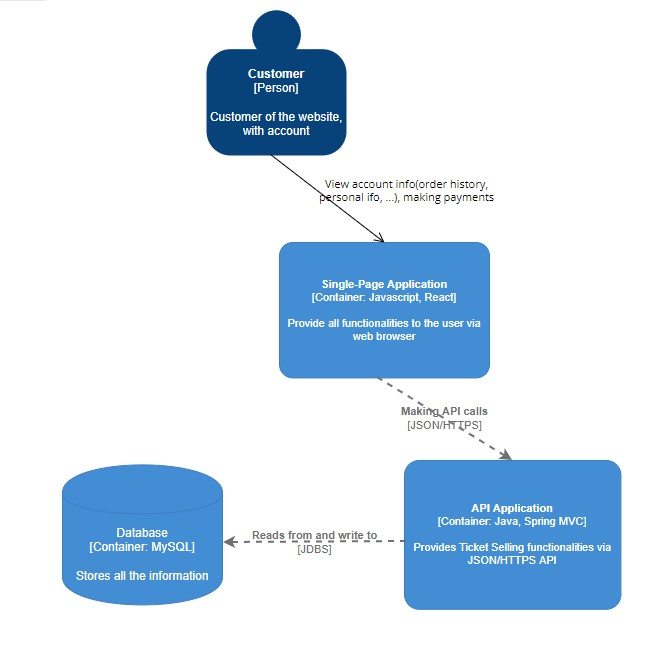 Customer
[Person]
Customer of the website,
with account
View account info(order history,
personal ifo, ...), making payments
Single-Page Application
[Container: Javascript, React]
Provide all functionalities to the user via
web browser
Making API calls
[JSON/HTTPS]
API Application
[Container: Java, Spring MVC]
Provides Ticket Selling functionalities via
JSON/HTTPS API
Reads from and write to
[JDBS]
Database
[Container: MySQL]
Stores all the information